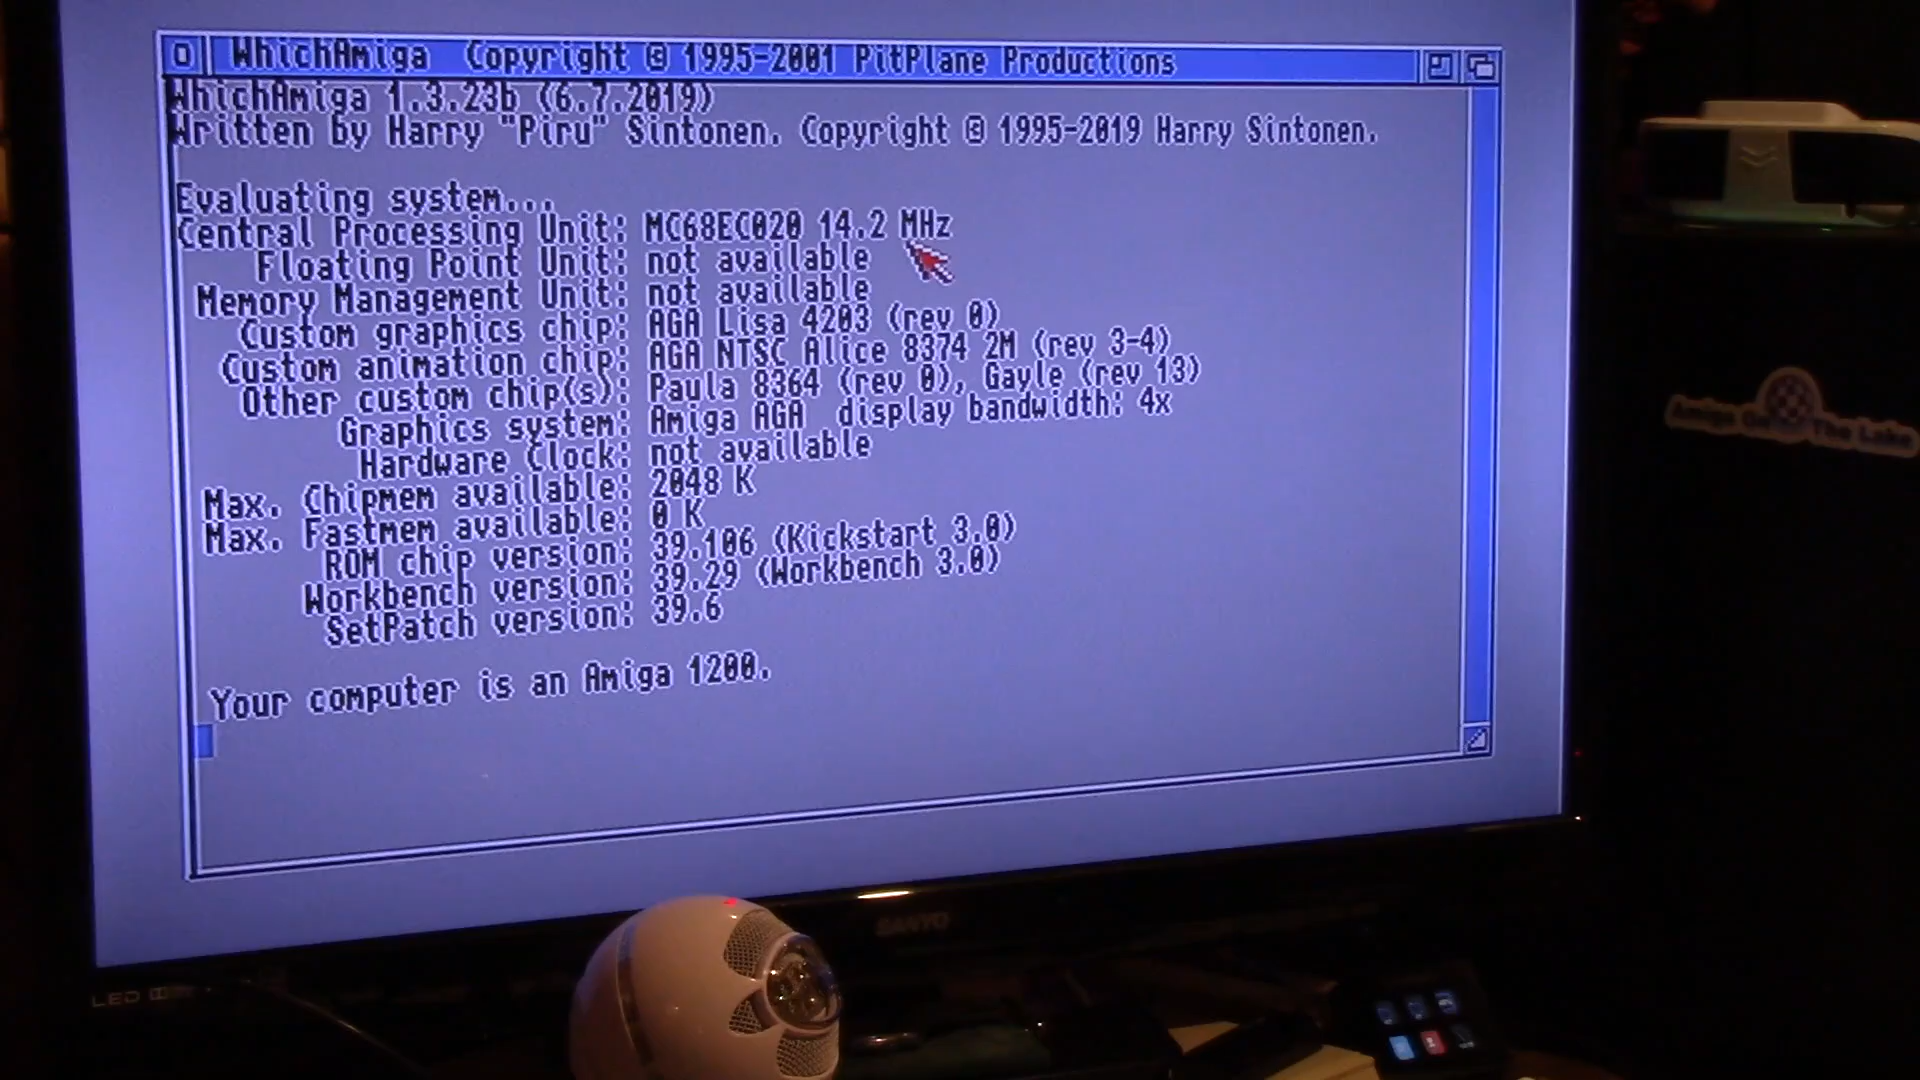 WhichAmiga Copyright © 1995-2001 PitPlane Productions
WhichAmiga 1.3.23b (6.7.2019)
Written by Harry "Piru" Sintonen. Copyright © 1995-2019 Harry Sintonen.
Evaluating system...
Central Processing Unit: MC68EC020 14.2 MHz
Floating Point Unit: not available
Memory Management Unit: not available
Custom graphics chip: AGA Lisa 4203 (rev 0)
Custom animation chip: AGA NTSC Alice 8374 2M (rev 3-4)
Other custom chip(s): Paula 8364 (rev 0), Gayle (rev 13)
Graphics system: Amiga AGA display bandwidth: 4x
Hardware Clock: not available
Max. Chipmem available: 2048 K
Max. Fastmem available: 0 K
ROM chip version: 39.106 (Kickstart 3.0)
Workbench version: 39.29 (Workbench 3.0)
SetPatch version: 39.6
Your computer is an Amiga 1200.
Amiga On The Lake
SANYO
LED